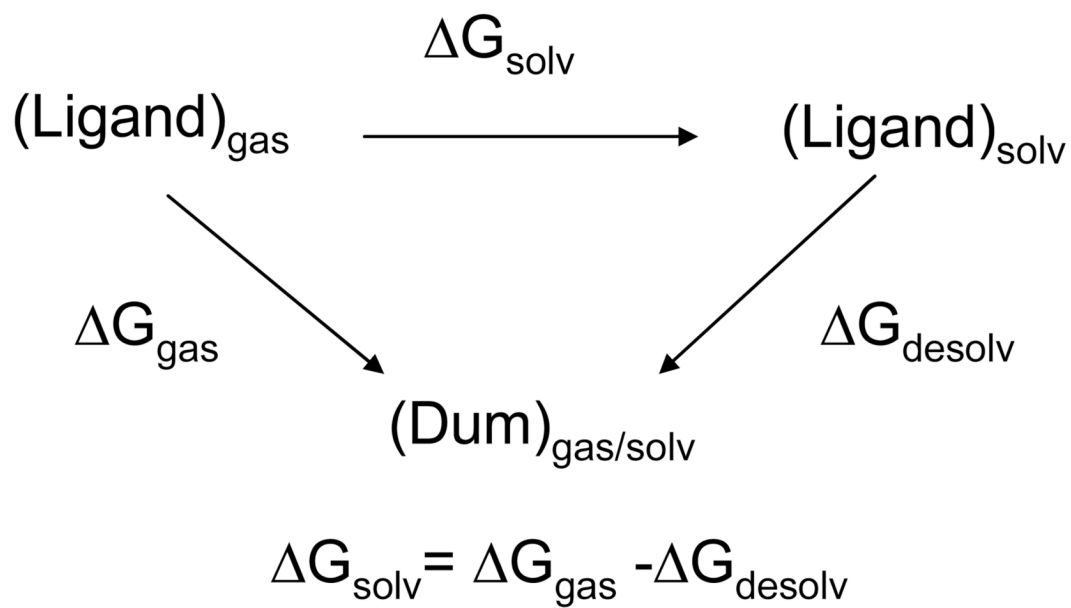 ΔGsolv
(Ligand)gas
(Ligand)solv
ΔGgas
ΔGdesolv
(Dum)gas/solv
ΔGsolv= ΔGgas -ΔGdesolv